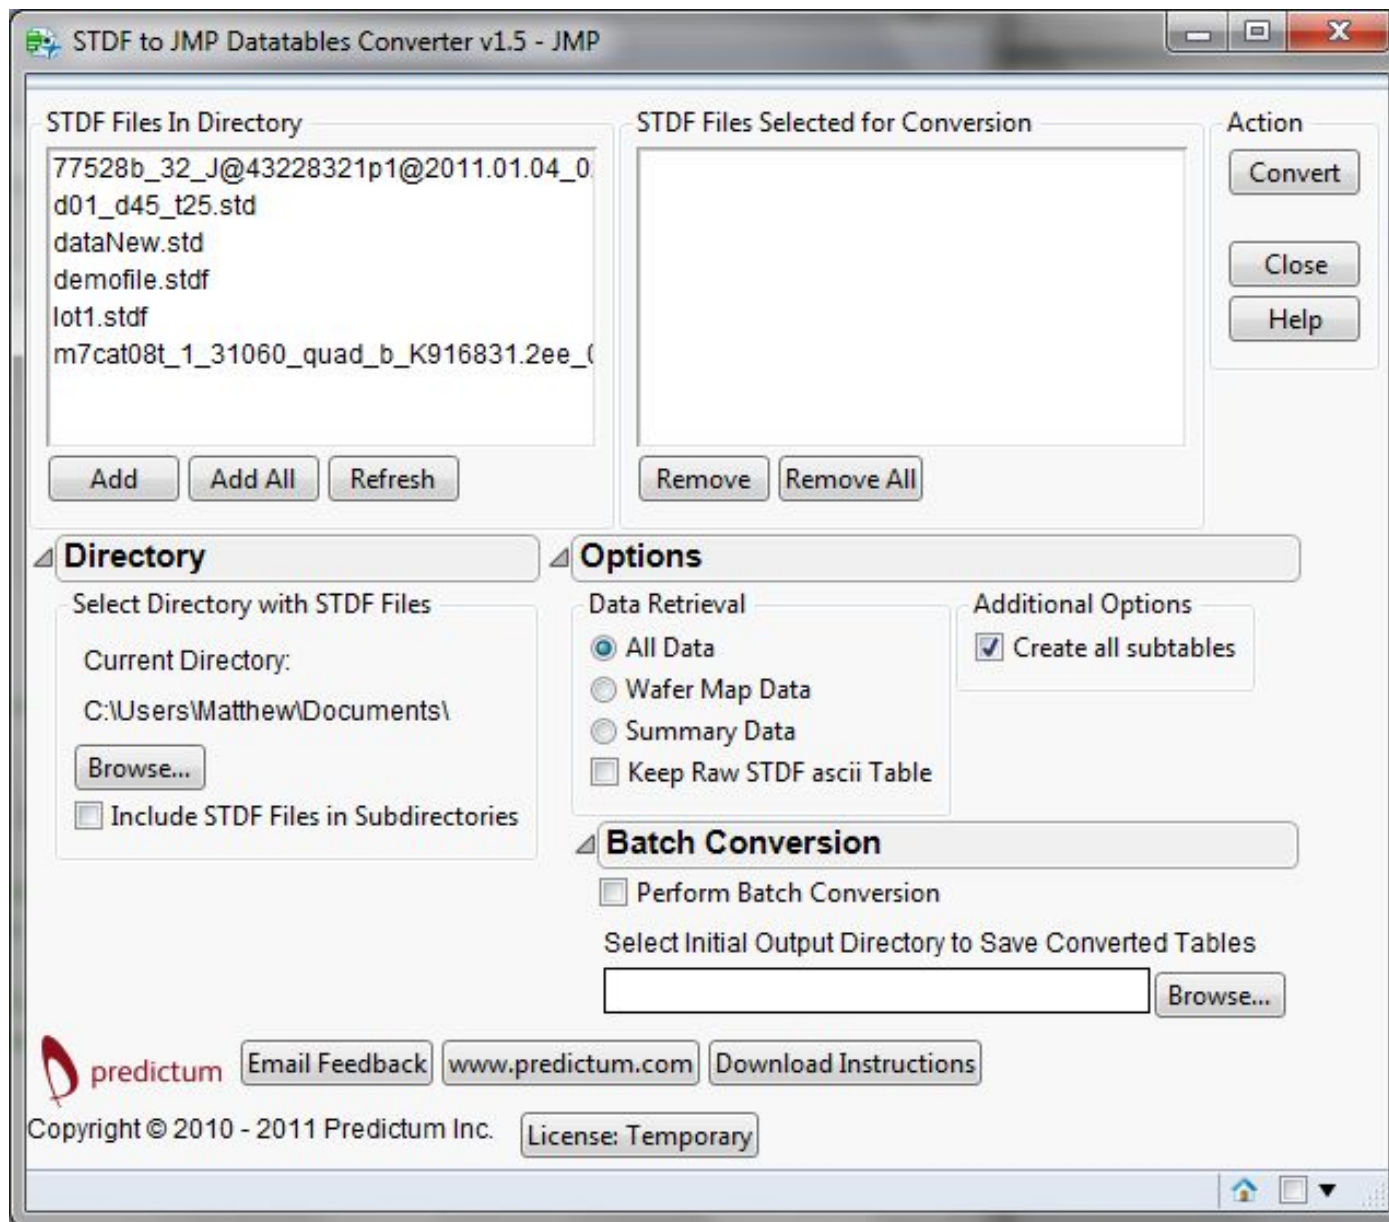 STDF to JMP Datatables Converter v1.5 - JMP
STDF Files In Directory
77528b_32_J@43228321p1@2011.01.04_0
d01_d45_t25.std
dataNew.std
demofile.stdf
lot1.stdf
m7cat08t_1_31060_quad_b_K916831.2ee_
Add Add All Refresh
STDF Files Selected for Conversion
Remove Remove All
Action
Convert
Close
Help
Directory
Select Directory with STDF Files
Current Directory:
C:\Users\Matthew\Documents\
Browse...
Include STDF Files in Subdirectories
Options
Data Retrieval
All Data
Wafer Map Data
Summary Data
Keep Raw STDF ascii Table
Additional Options
Create all subtables
Batch Conversion
Perform Batch Conversion
Select Initial Output Directory to Save Converted Tables
Browse...
predictum Email Feedback www.predictum.com Download Instructions
Copyright © 2010 - 2011 Predictum Inc. License: Temporary